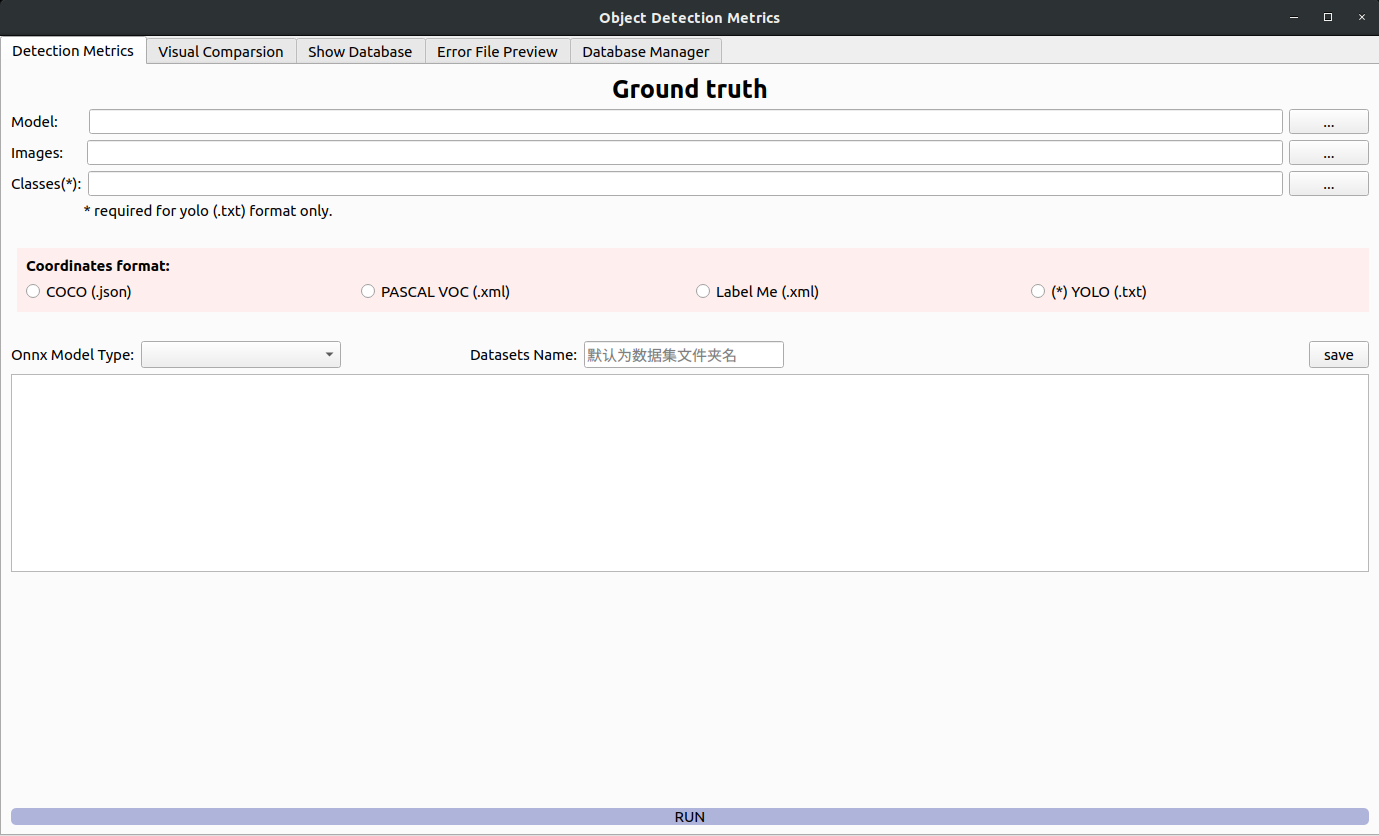 Object Detection Metrics
Detection Metrics Visual Comparsion Show Database Error File Preview Database Manager
Ground truth
Model: ...
Images: ...
Classes(*): ...
* required for yolo (.txt) format only.
Coordinates format:
COCO (.json) PASCAL VOC (.xml) Label Me (.xml) (*) YOLO (.txt)
Onnx Model Type: Datasets Name: 默认为数据集文件夹名 save
RUN